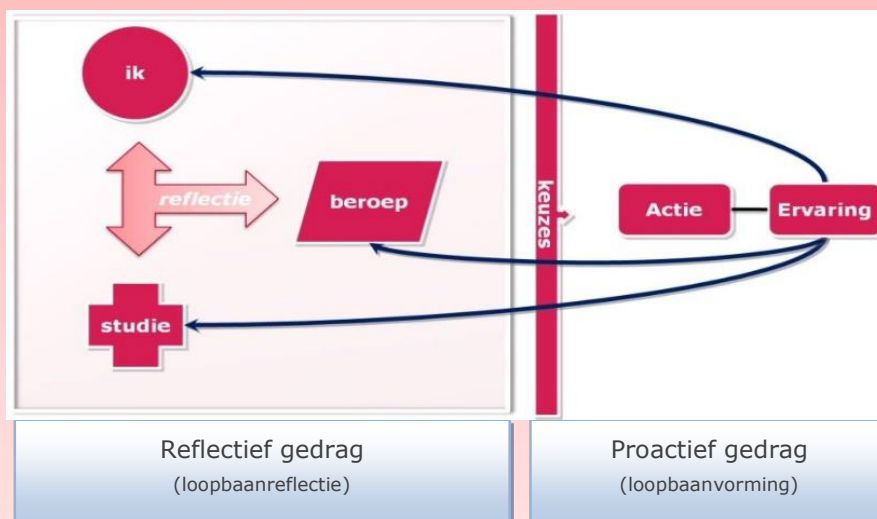 ik
reflectie
beroep
studie
keuzes
Actie
Ervaring
Reflectief gedrag
(loopbaanreflectie)
Proactief gedrag
(loopbaanvorming)